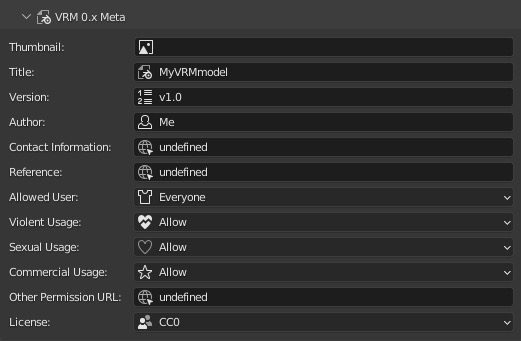 VRM 0.x Meta
Thumbnail:
Title: MyVRMmodel
Version: v1.0
Author: Me
Contact Information: undefined
Reference: undefined
Allowed User: Everyone
Violent Usage: Allow
Sexual Usage: Allow
Commercial Usage: Allow
Other Permission URL: undefined
License: CC0